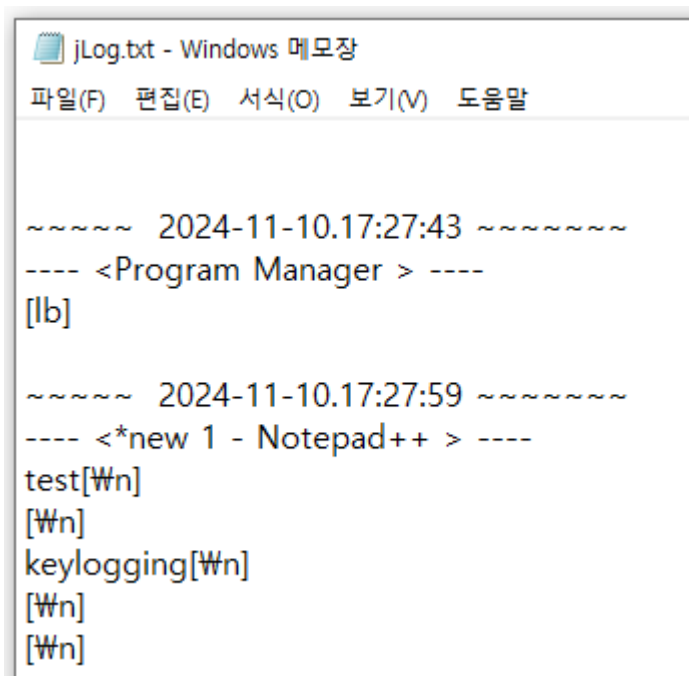 jLog.txt - Windows 메모장
파일(F) 편집(E) 서식(O) 보기(V) 도움말
~~~~~ 2024-11-10.17:27:43 ~~~~~~~
---- <Program Manager > ----
[lb]
~~~~~ 2024-11-10.17:27:59 ~~~~~~~
---- <*new 1 - Notepad++ > ----
test[₩n]
[₩n]
keylogging[₩n]
[₩n]
[₩n]